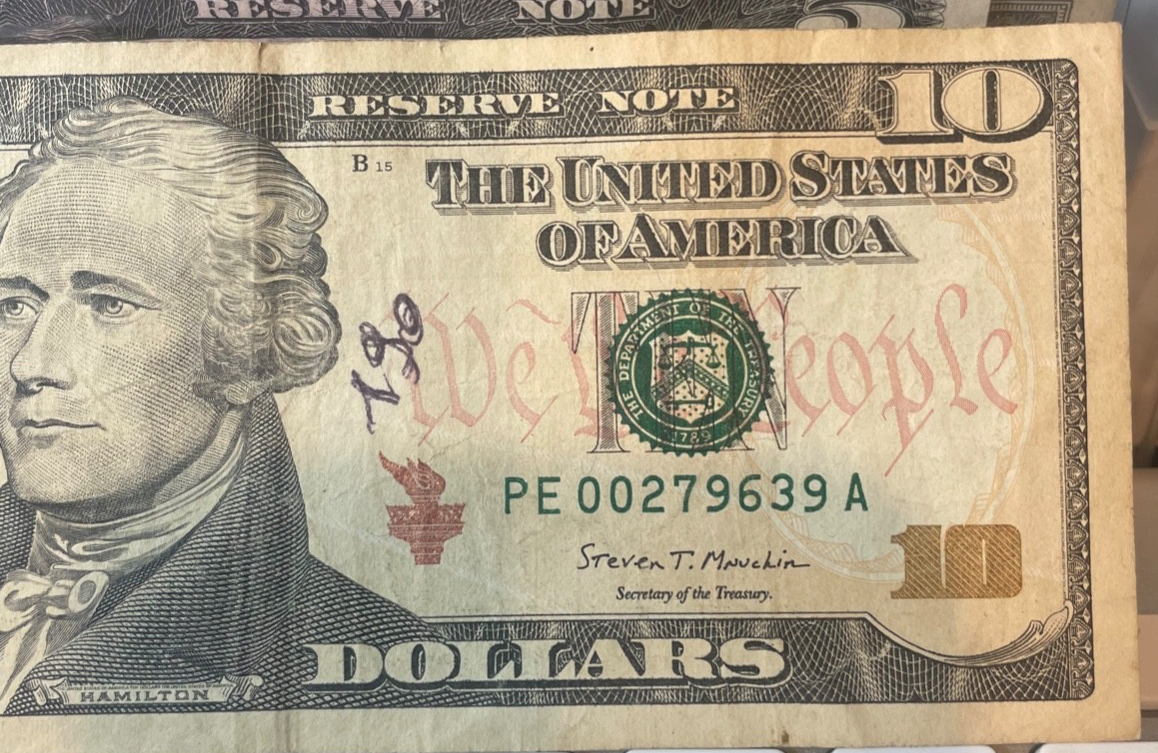 RESERVE NOTE
RESERVE NOTE
10
B 15
THE UNITED STATES
OF AMERICA
We the People
TEN
THE DEPARTMENT OF THE TREASURY
1789
PE 00279639 A
Steven T. Mnuchin
Secretary of the Treasury.
10
DOLLARS
HAMILTON